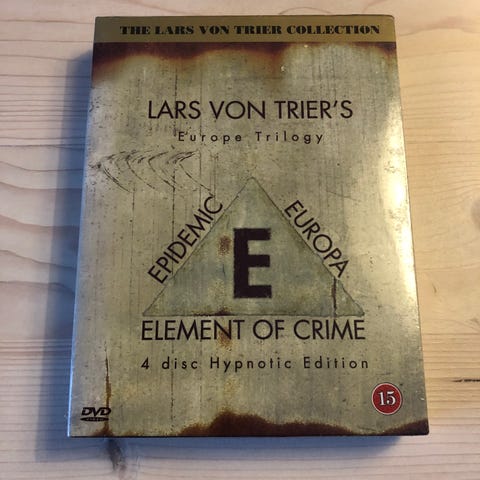 THE LARS VON TRIER COLLECTION
LARS VON TRIER'S
Europe Trilogy
EPIDEMIC
EUROPA
E
ELEMENT OF CRIME
4 disc Hypnotic Edition
DVD
VIDEO
15